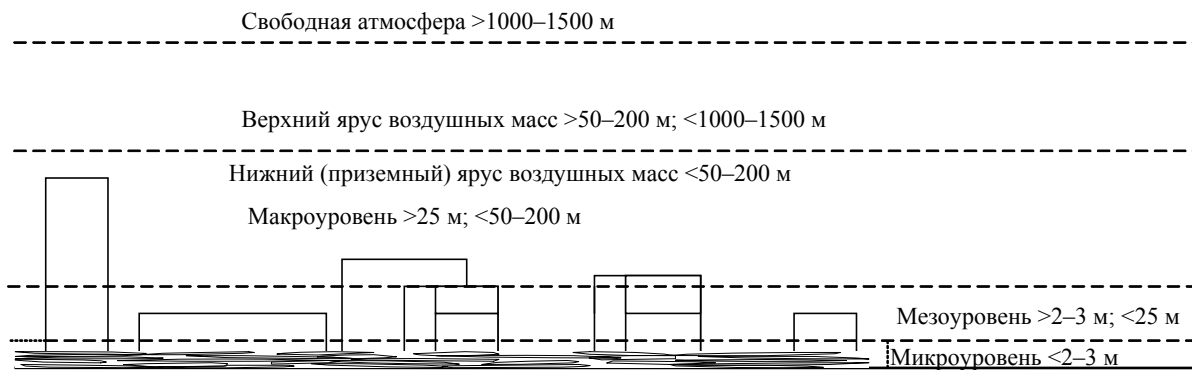 Свободная атмосфера >1000–1500 м
Верхний ярус воздушных масс >50–200 м; <1000–1500 м
Нижний (приземный) ярус воздушных масс <50–200 м
Макроуровень >25 м; <50–200 м
Мезоуровень >2–3 м; <25 м
Микроуровень <2–3 м